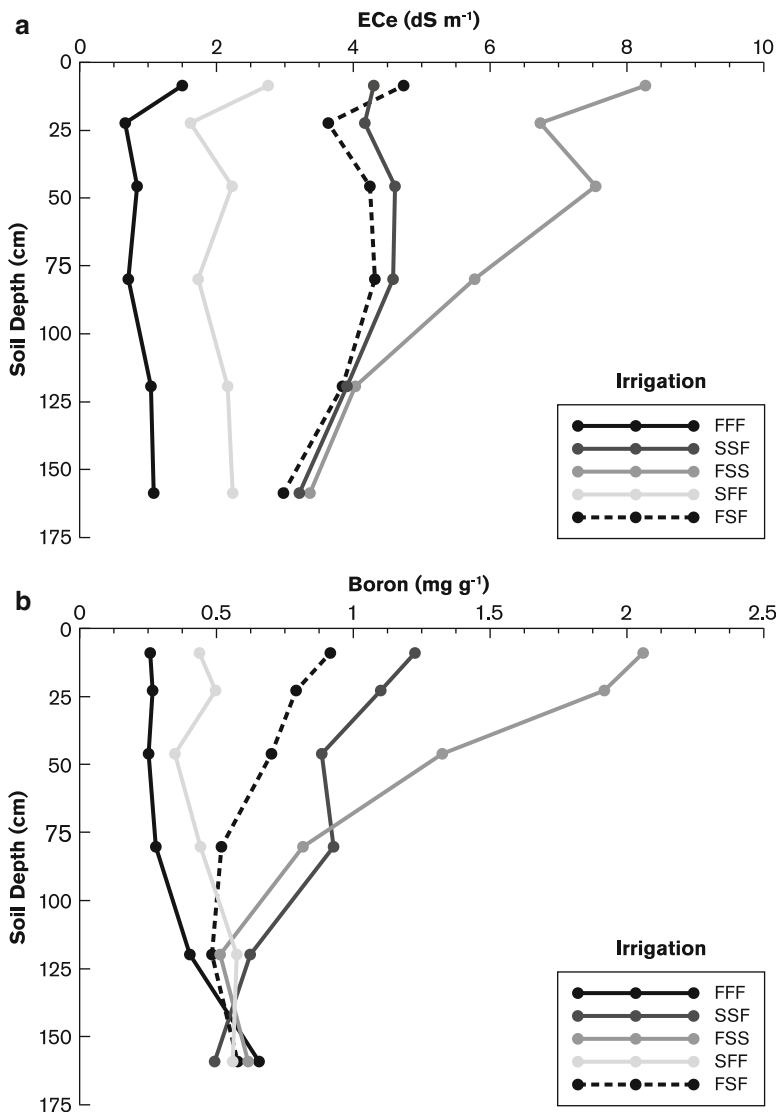 a
ECe (dS m⁻¹)
0 2 4 6 8 10
0
25
50
75
100
125
150
175
Soil Depth (cm)
Irrigation
FFF
SSF
FSS
SFF
FSF
b
Boron (mg g⁻¹)
0 0.5 1 1.5 2 2.5
0
25
50
75
100
125
150
175
Soil Depth (cm)
Irrigation
FFF
SSF
FSS
SFF
FSF